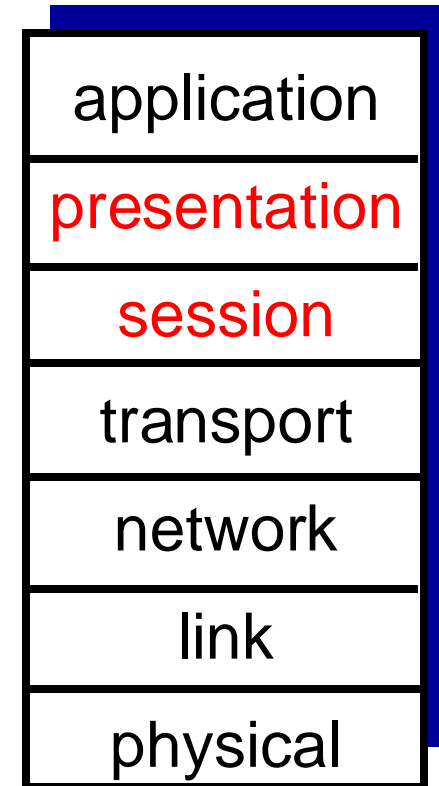 application
presentation
session
transport
network
link
physical